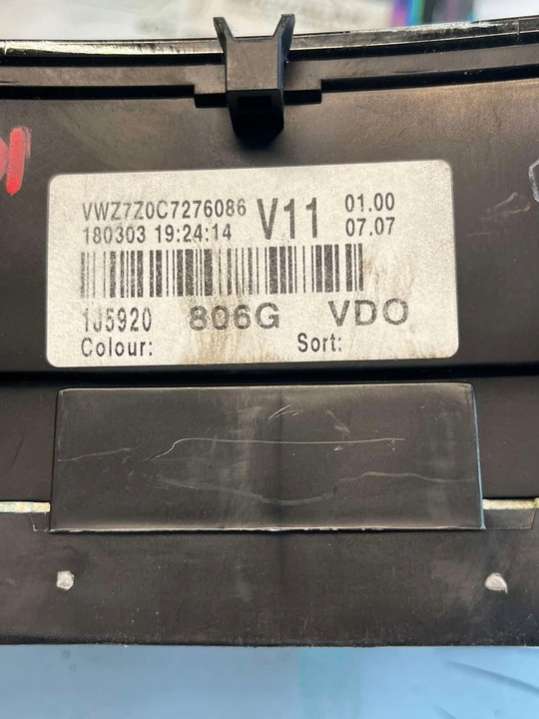 VWZ7Z0C7276086 V11 01.00
180303 19:24:14 07.07
1J5920 806G VDO
Colour: Sort: